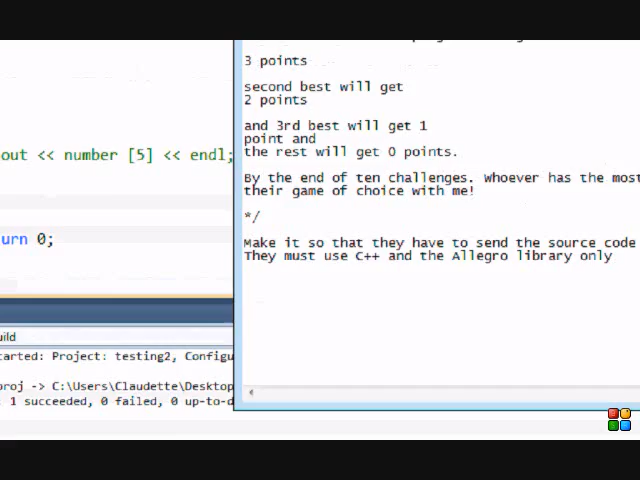 3 points
second best will get
2 points
and 3rd best will get 1
point and
the rest will get 0 points.
By the end of ten challenges. Whoever has the most
their game of choice with me!
*/
Make it so that they have to send the source code
They must use C++ and the Allegro library only
out << number [5] << endl;
urn 0;
uild
tarted: Project: testing2, Configu
proj -> C:\Users\Claudette\Desktop
1 succeeded, 0 failed, 0 up-to-d